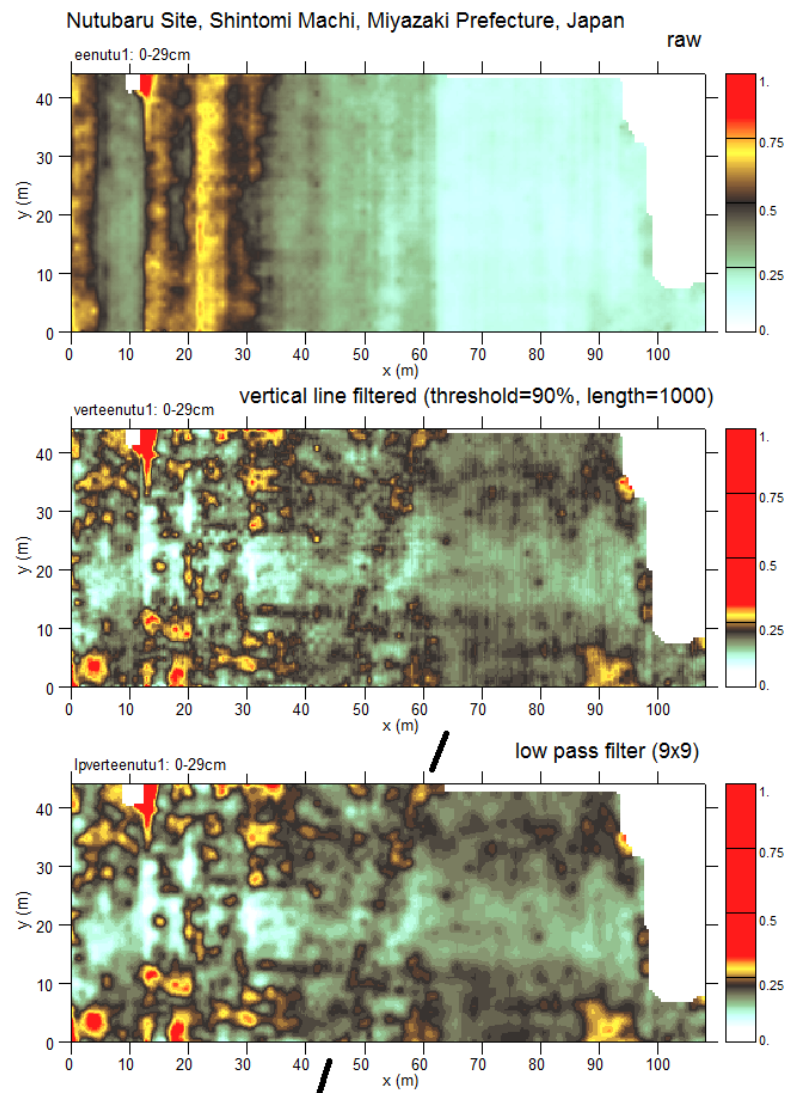 Nutubaru Site, Shintomi Machi, Miyazaki Prefecture, Japan
raw
eenutu1: 0-29cm
40
30
20
10
0
y (m)
0 10 20 30 40 50 60 70 80 90 100
x (m)
1.
0.75
0.5
0.25
0.
vertical line filtered (threshold=90%, length=1000)
verteenutu1: 0-29cm
40
30
20
10
0
y (m)
0 10 20 30 40 50 60 70 80 90 100
x (m)
1.
0.75
0.5
0.25
0.
low pass filter (9x9)
lpverteenutu1: 0-29cm
40
30
20
10
0
y (m)
0 10 20 30 40 50 60 70 80 90 100
x (m)
1.
0.75
0.5
0.25
0.